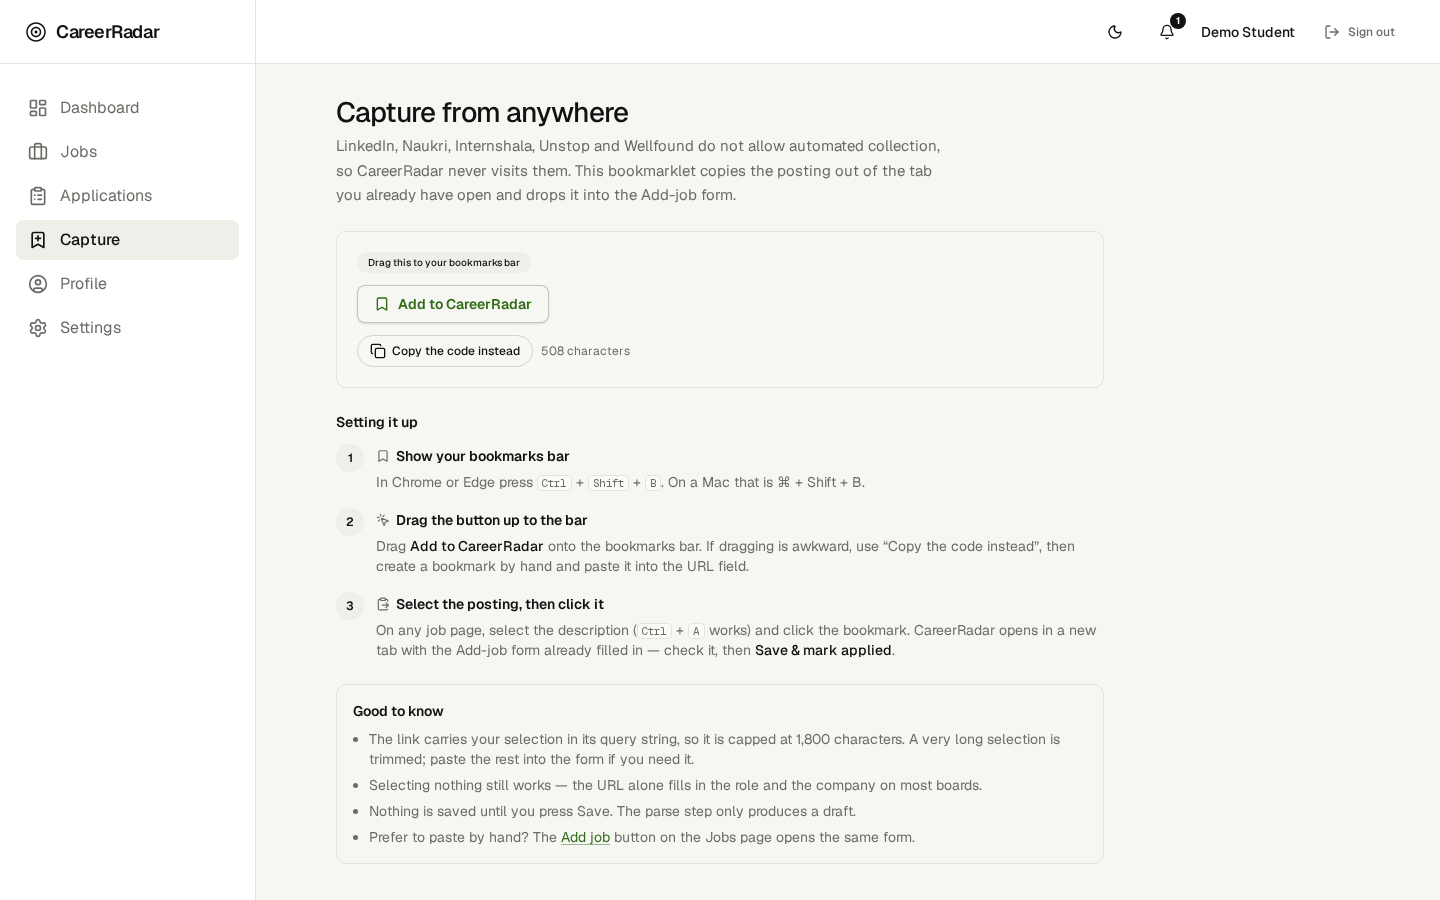 CareerRadar
1
Demo Student
Sign out
Dashboard
Jobs
Applications
Capture
Profile
Settings
Capture from anywhere
LinkedIn, Naukri, Internshala, Unstop and Wellfound do not allow automated collection,
so CareerRadar never visits them. This bookmarklet copies the posting out of the tab
you already have open and drops it into the Add-job form.
Drag this to your bookmarks bar
Add to CareerRadar
Copy the code instead
508 characters
Setting it up
1
Show your bookmarks bar
In Chrome or Edge press Ctrl + Shift + B. On a Mac that is ⌘ + Shift + B.
2
Drag the button up to the bar
Drag Add to CareerRadar onto the bookmarks bar. If dragging is awkward, use “Copy the code instead”, then
create a bookmark by hand and paste it into the URL field.
3
Select the posting, then click it
On any job page, select the description (Ctrl + A works) and click the bookmark. CareerRadar opens in a new
tab with the Add-job form already filled in — check it, then Save & mark applied.
Good to know
• The link carries your selection in its query string, so it is capped at 1,800 characters. A very long selection is
trimmed; paste the rest into the form if you need it.
• Selecting nothing still works — the URL alone fills in the role and the company on most boards.
• Nothing is saved until you press Save. The parse step only produces a draft.
• Prefer to paste by hand? The Add job button on the Jobs page opens the same form.